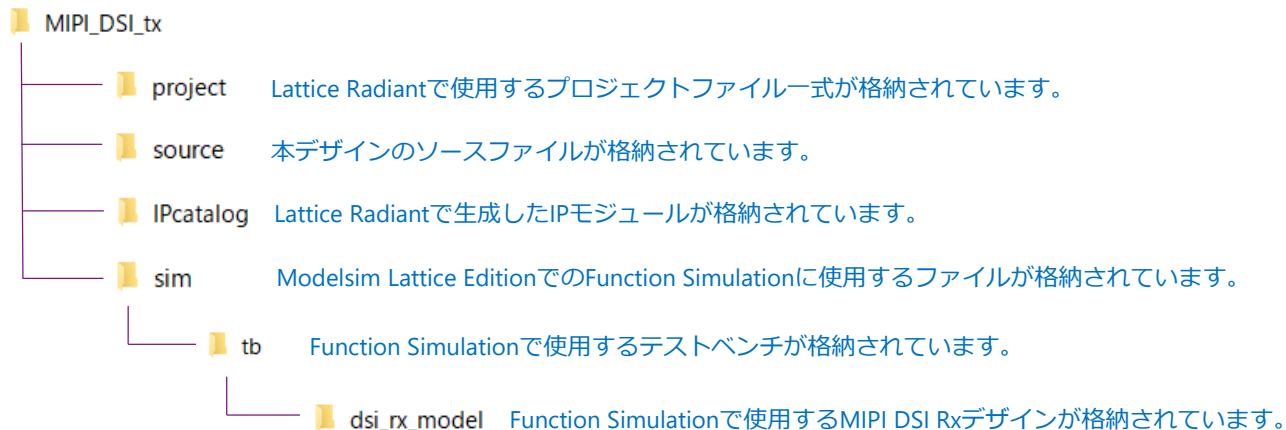 MIPI_DSI_tx
project Lattice Radiantで使用するプロジェクトファイル一式が格納されています。
source 本デザインのソースファイルが格納されています。
IPcatalog Lattice Radiantで生成したIPモジュールが格納されています。
sim Modelsim Lattice EditionでのFunction Simulationに使用するファイルが格納されています。
tb Function Simulationで使用するテストベンチが格納されています。
dsi_rx_model Function Simulationで使用するMIPI DSI Rxデザインが格納されています。